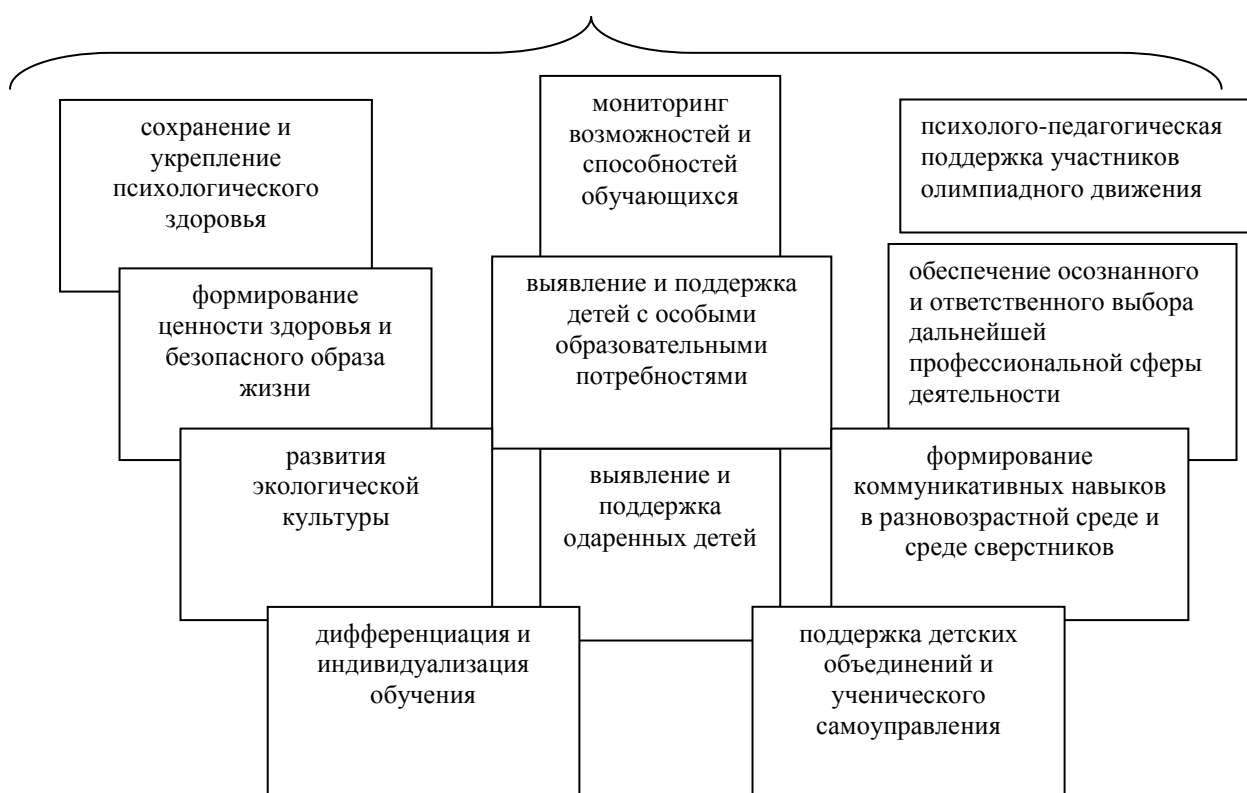 сохранение и
укрепление
психологического
здоровья
мониторинг
возможностей и
способностей
обучающихся
психолого-педагогическая
поддержка участников
олимпиадного движения
формирование
ценности здоровья и
безопасного образа
жизни
выявление и поддержка
детей с особыми
образовательными
потребностями
обеспечение осознанного
и ответственного выбора
дальнейшей
профессиональной сферы
деятельности
развития
экологической
культуры
выявление и
поддержка
одаренных детей
формирование
коммуникативных навыков
в разновозрастной среде и
среде сверстников
дифференциация и
индивидуализация
обучения
поддержка детских
объединений и
ученического
самоуправления